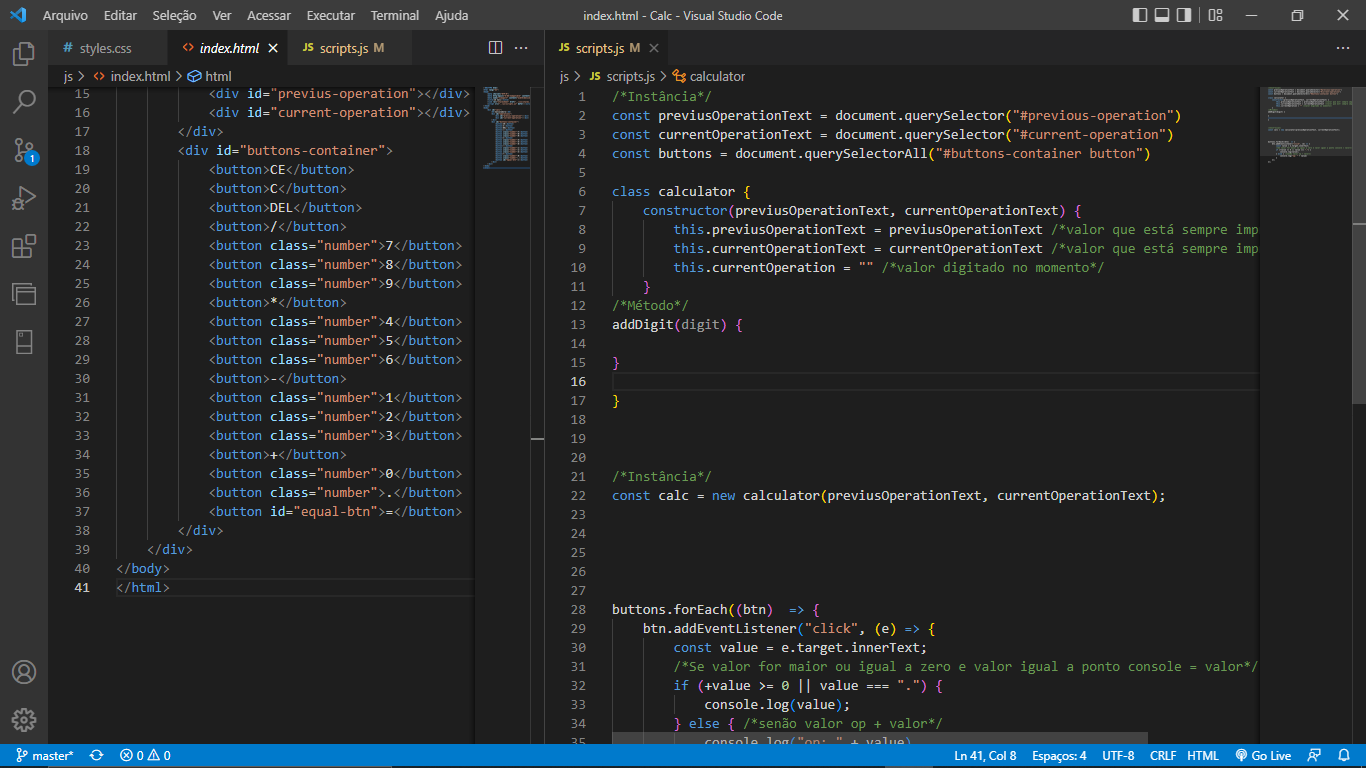 Arquivo Editar Seleção Ver Acessar Executar Terminal Ajuda
index.html - Calc - Visual Studio Code
# styles.css
<> index.html
JS scripts.js M
js > <> index.html > html
15 <div id="previus-operation"></div>
16 <div id="current-operation"></div>
17 </div>
18 <div id="buttons-container">
19 <button>CE</button>
20 <button>C</button>
21 <button>DEL</button>
22 <button>/</button>
23 <button class="number">7</button>
24 <button class="number">8</button>
25 <button class="number">9</button>
26 <button>*</button>
27 <button class="number">4</button>
28 <button class="number">5</button>
29 <button class="number">6</button>
30 <button>-</button>
31 <button class="number">1</button>
32 <button class="number">2</button>
33 <button class="number">3</button>
34 <button>+</button>
35 <button class="number">0</button>
36 <button class="number">.</button>
37 <button id="equal-btn">=</button>
38 </div>
39 </div>
40 </body>
41 </html>
JS scripts.js M
js > JS scripts.js > calculator
1 /*Instância*/
2 const previusOperationText = document.querySelector("#previous-operation")
3 const currentOperationText = document.querySelector("#current-operation")
4 const buttons = document.querySelectorAll("#buttons-container button")
5
6 class calculator {
7 constructor(previusOperationText, currentOperationText) {
8 this.previusOperationText = previusOperationText /*valor que está sempre imp
9 this.currentOperationText = currentOperationText /*valor que está sempre imp
10 this.currentOperation = "" /*valor digitado no momento*/
11 }
12 /*Método*/
13 addDigit(digit) {
14
15 }
16
17 }
18
19
20
21 /*Instância*/
22 const calc = new calculator(previusOperationText, currentOperationText);
23
24
25
26
27
28 buttons.forEach((btn) => {
29 btn.addEventListener("click", (e) => {
30 const value = e.target.innerText;
31 /*Se valor for maior ou igual a zero e valor igual a ponto console = valor*/
32 if (+value >= 0 || value === ".") {
33 console.log(value);
34 } else { /*senão valor op + valor*/
35 console.log("op: " + value)
1
master* 0 0 Ln 41, Col 8 Espaços: 4 UTF-8 CRLF HTML Go Live